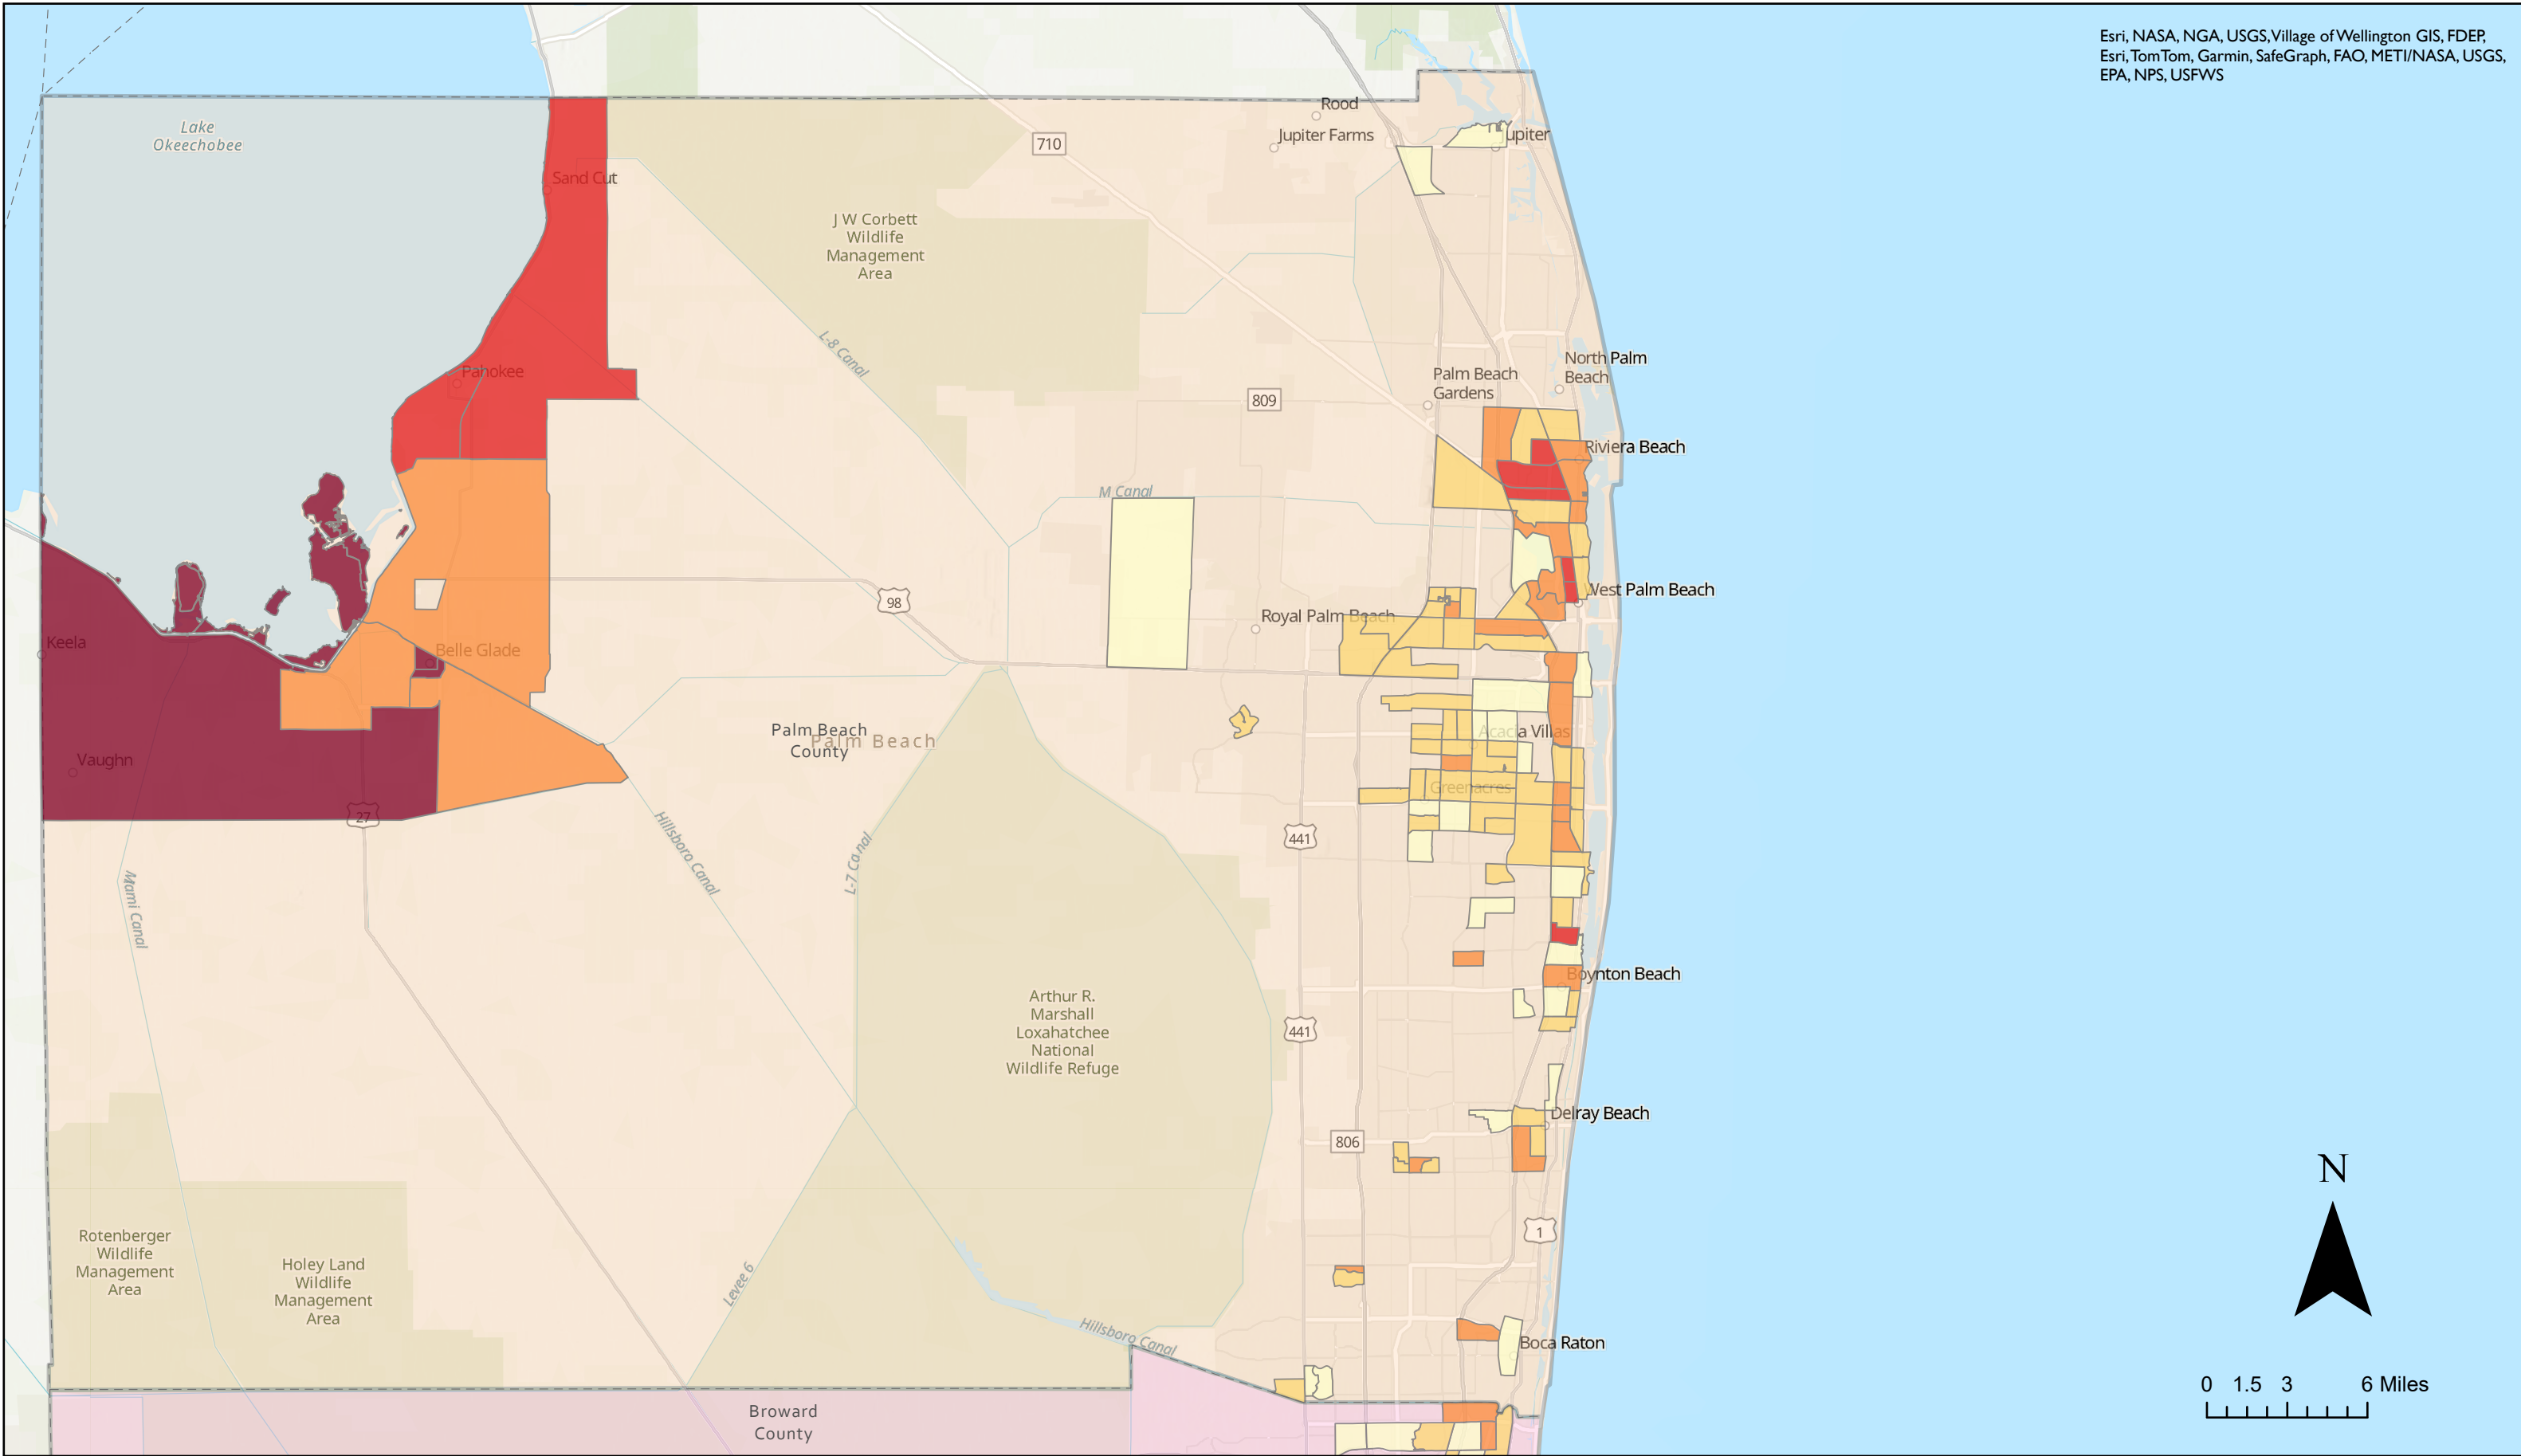 Esri, NASA, NGA, USGS, Village of Wellington GIS, FDEP,
Esri, TomTom, Garmin, SafeGraph, FAO, METI/NASA, USGS,
EPA, NPS, USFWS
Rood
Jupiter Farms
upiter
710
Lake
Okeechobee
Sand Cut
J W Corbett
Wildlife
Management
Area
L-8 Canal
North Palm
Beach
Palm Beach
Gardens
Pahokee
809
Riviera Beach
M Canal
98
West Palm Beach
Royal Palm Beach
Keela
Belle Glade
Palm Beach
County
Palm Beach
Acacia Villas
Vaughn
Greenacres
27
441
Hillsboro Canal
L-7 Canal
Miami Canal
Boynton Beach
Arthur R.
Marshall
Loxahatchee
National
Wildlife Refuge
441
Delray Beach
806
N
1
Rotenberger
Wildlife
Management
Area
Holey Land
Wildlife
Management
Area
Levee 6
Hillsboro Canal
Boca Raton
0 1.5 3 6 Miles
Broward
County